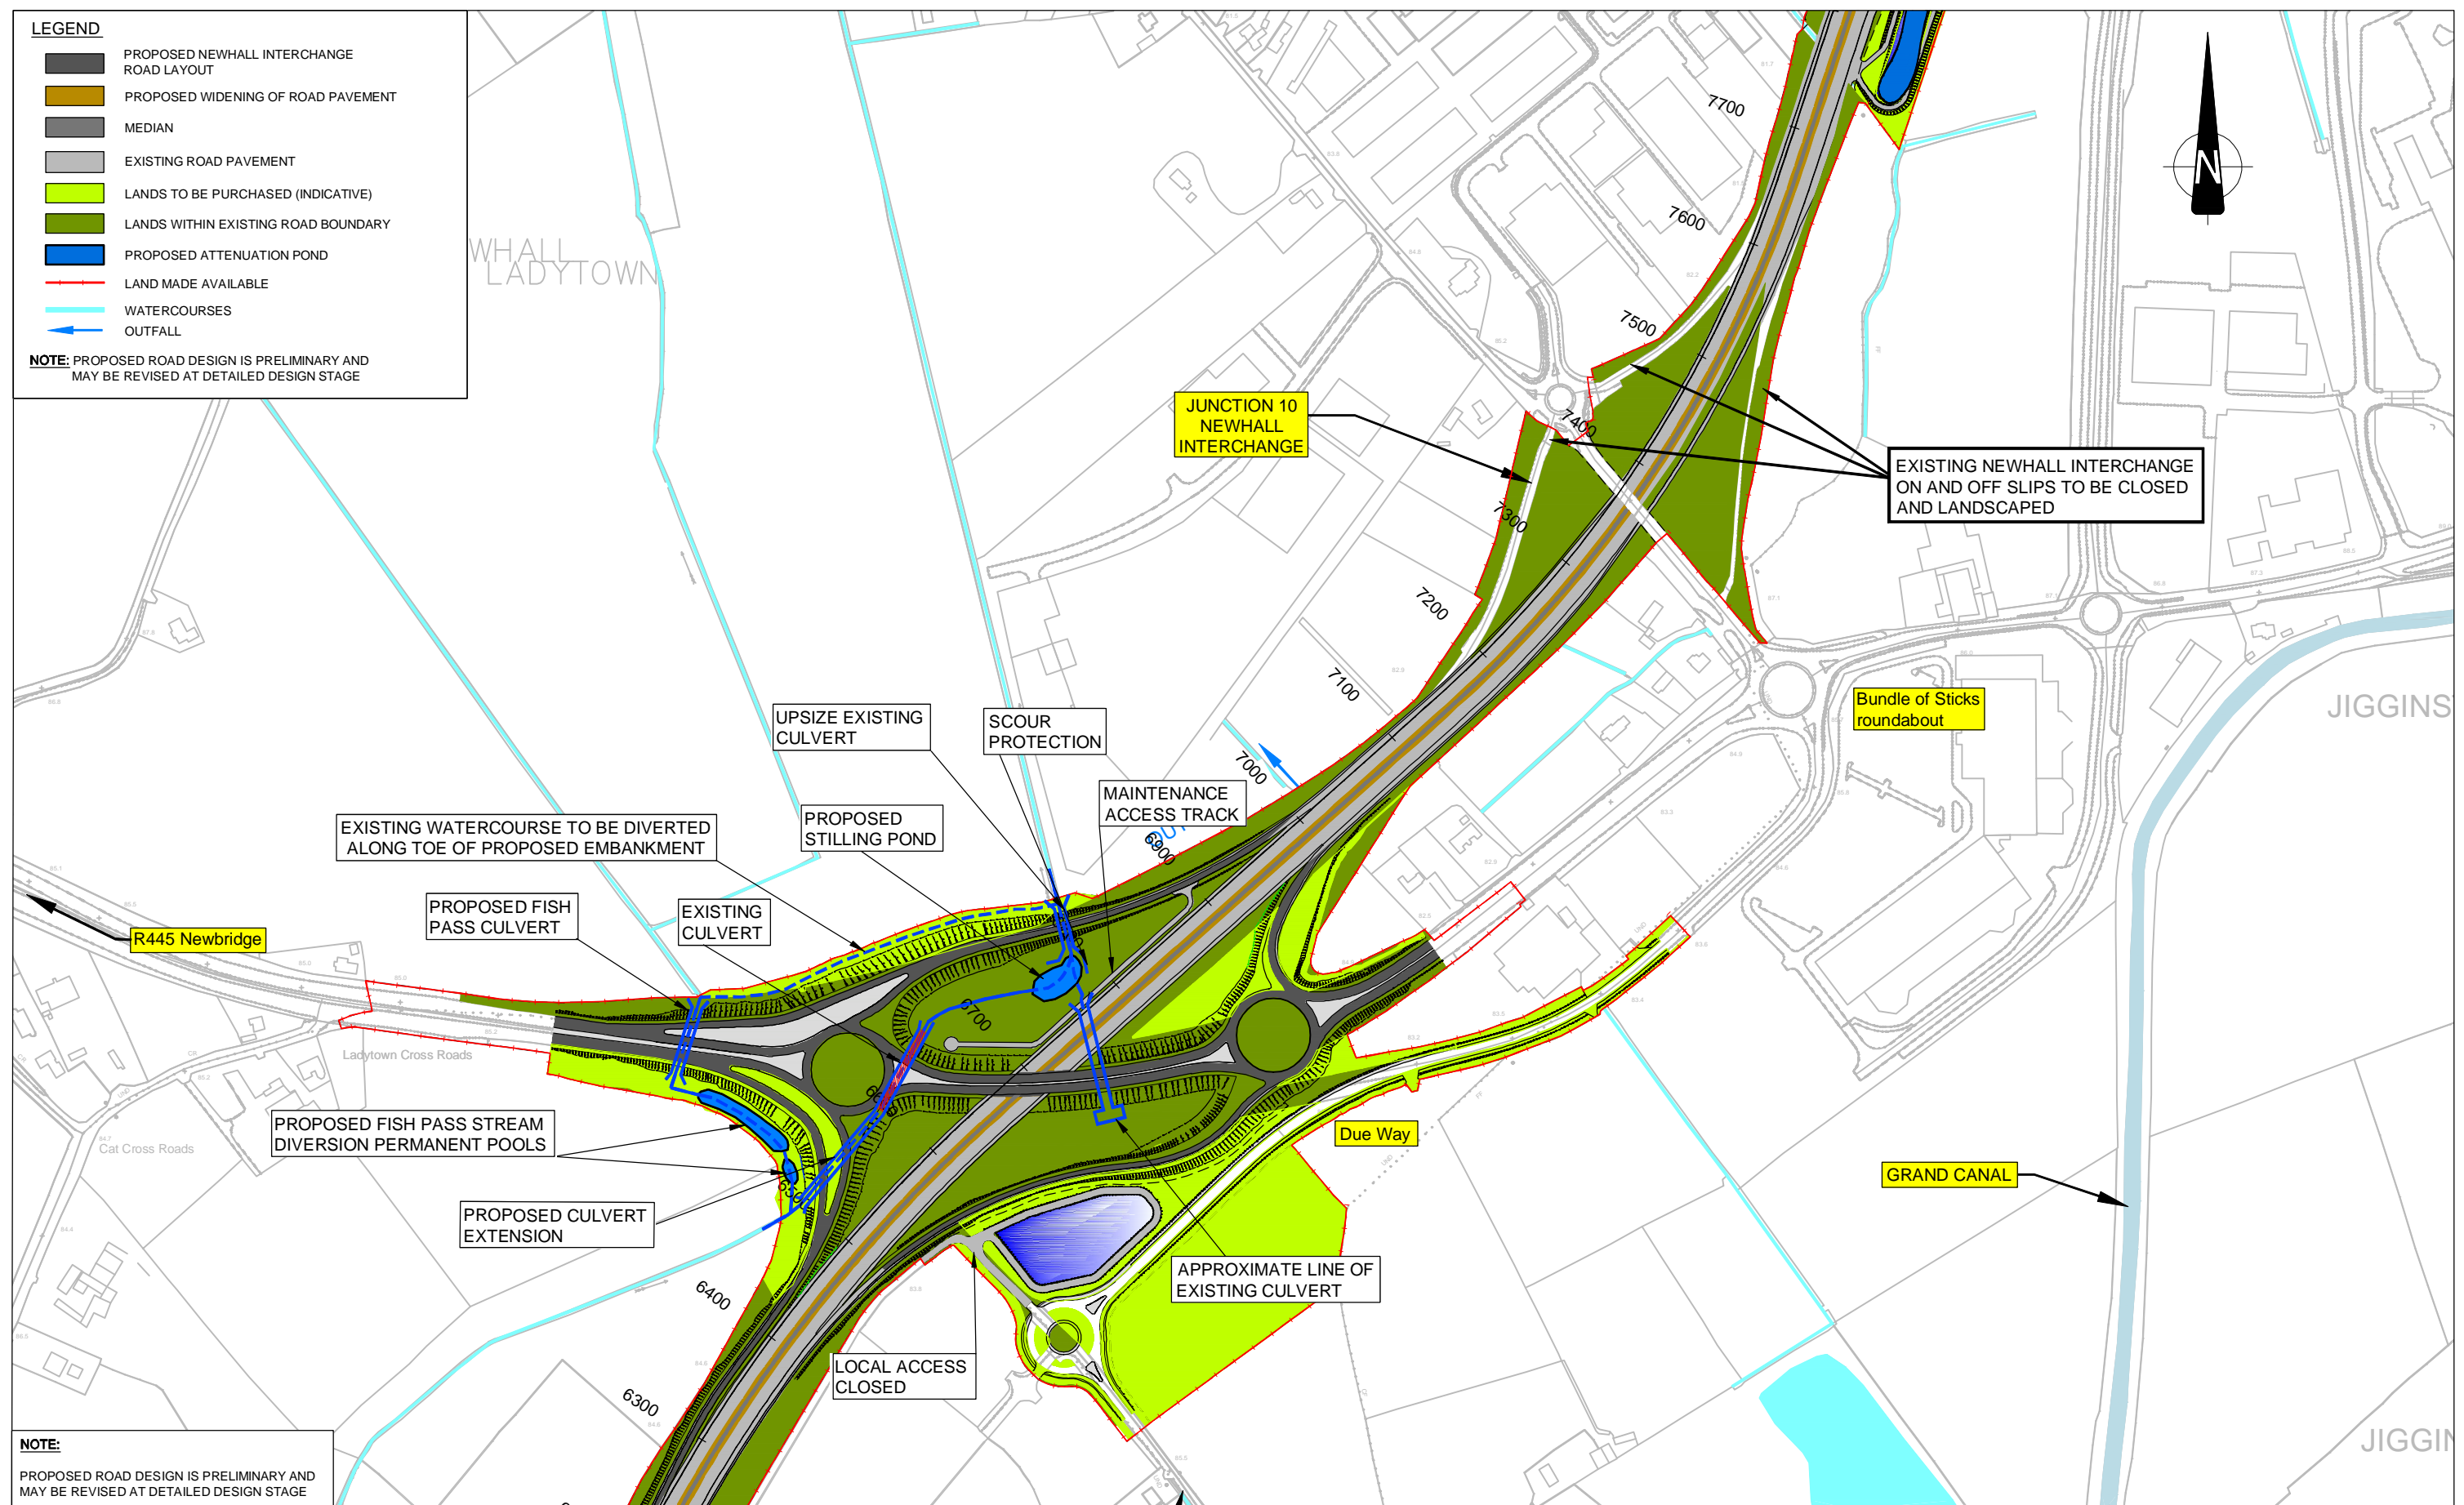 LEGEND
PROPOSED NEWHALL INTERCHANGE
ROAD LAYOUT
PROPOSED WIDENING OF ROAD PAVEMENT
MEDIAN
EXISTING ROAD PAVEMENT
LANDS TO BE PURCHASED (INDICATIVE)
LANDS WITHIN EXISTING ROAD BOUNDARY
PROPOSED ATTENUATION POND
LAND MADE AVAILABLE
WATERCOURSES
OUTFALL
NOTE: PROPOSED ROAD DESIGN IS PRELIMINARY AND
MAY BE REVISED AT DETAILED DESIGN STAGE
WHALL
LADYTOWN
N
7700
7600
7500
7400
7300
7200
7100
7000
6900
6700
6400
6300
JUNCTION 10
NEWHALL
INTERCHANGE
EXISTING NEWHALL INTERCHANGE
ON AND OFF SLIPS TO BE CLOSED
AND LANDSCAPED
Bundle of Sticks
roundabout
JIGGINS
UPSIZE EXISTING
CULVERT
SCOUR
PROTECTION
MAINTENANCE
ACCESS TRACK
PROPOSED
STILLING POND
EXISTING WATERCOURSE TO BE DIVERTED
ALONG TOE OF PROPOSED EMBANKMENT
PROPOSED FISH
PASS CULVERT
EXISTING
CULVERT
R445 Newbridge
Ladytown Cross Roads
Cat Cross Roads
PROPOSED FISH PASS STREAM
DIVERSION PERMANENT POOLS
PROPOSED CULVERT
EXTENSION
Due Way
GRAND CANAL
APPROXIMATE LINE OF
EXISTING CULVERT
LOCAL ACCESS
CLOSED
JIGGIN
NOTE:
PROPOSED ROAD DESIGN IS PRELIMINARY AND
MAY BE REVISED AT DETAILED DESIGN STAGE